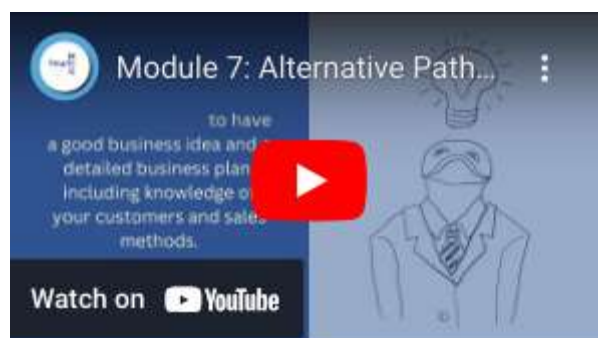 Module 7: Alternative Path...
to have
a good business idea and a
detailed business plan
including knowledge of
your customers and sales
methods.
Watch on YouTube